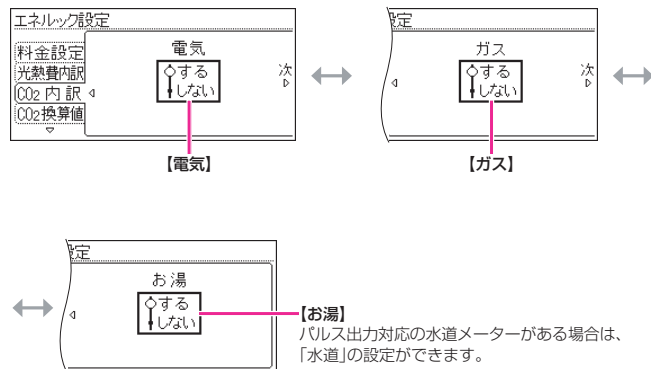 エネルック設定
料金設定
光熱費内訳
CO2 内 訳
CO2換算値
電気
する
しない
次
【電気】
定
ガス
する
しない
次
【ガス】
定
お湯
する
しない
【お湯】
パルス出力対応の水道メーターがある場合は、
「水道」の設定ができます。